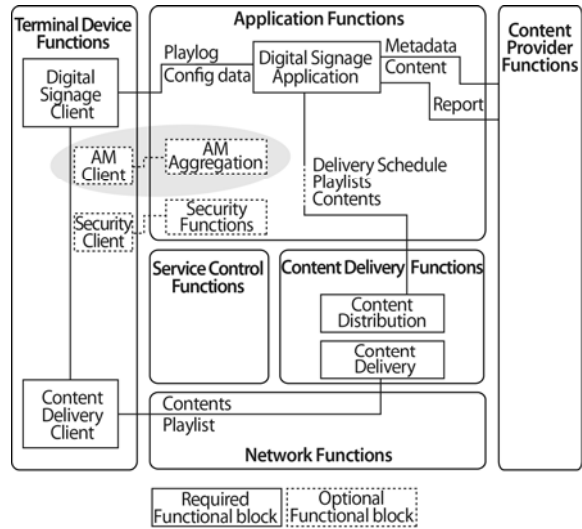 Terminal Device
Functions
Application Functions
Content
Provider
Functions
Digital
Signage
Client
Playlog
Config data
Digital Signage
Application
Metadata
Content
Report
AM
Client
AM
Aggregation
Delivery Schedule
Playlists
Contents
Security
Client
Security
Functions
Service Control
Functions
Content Delivery Functions
Content
Distribution
Content
Delivery
Content
Delivery
Client
Contents
Playlist
Network Functions
Required
Functional block
Optional
Functional block